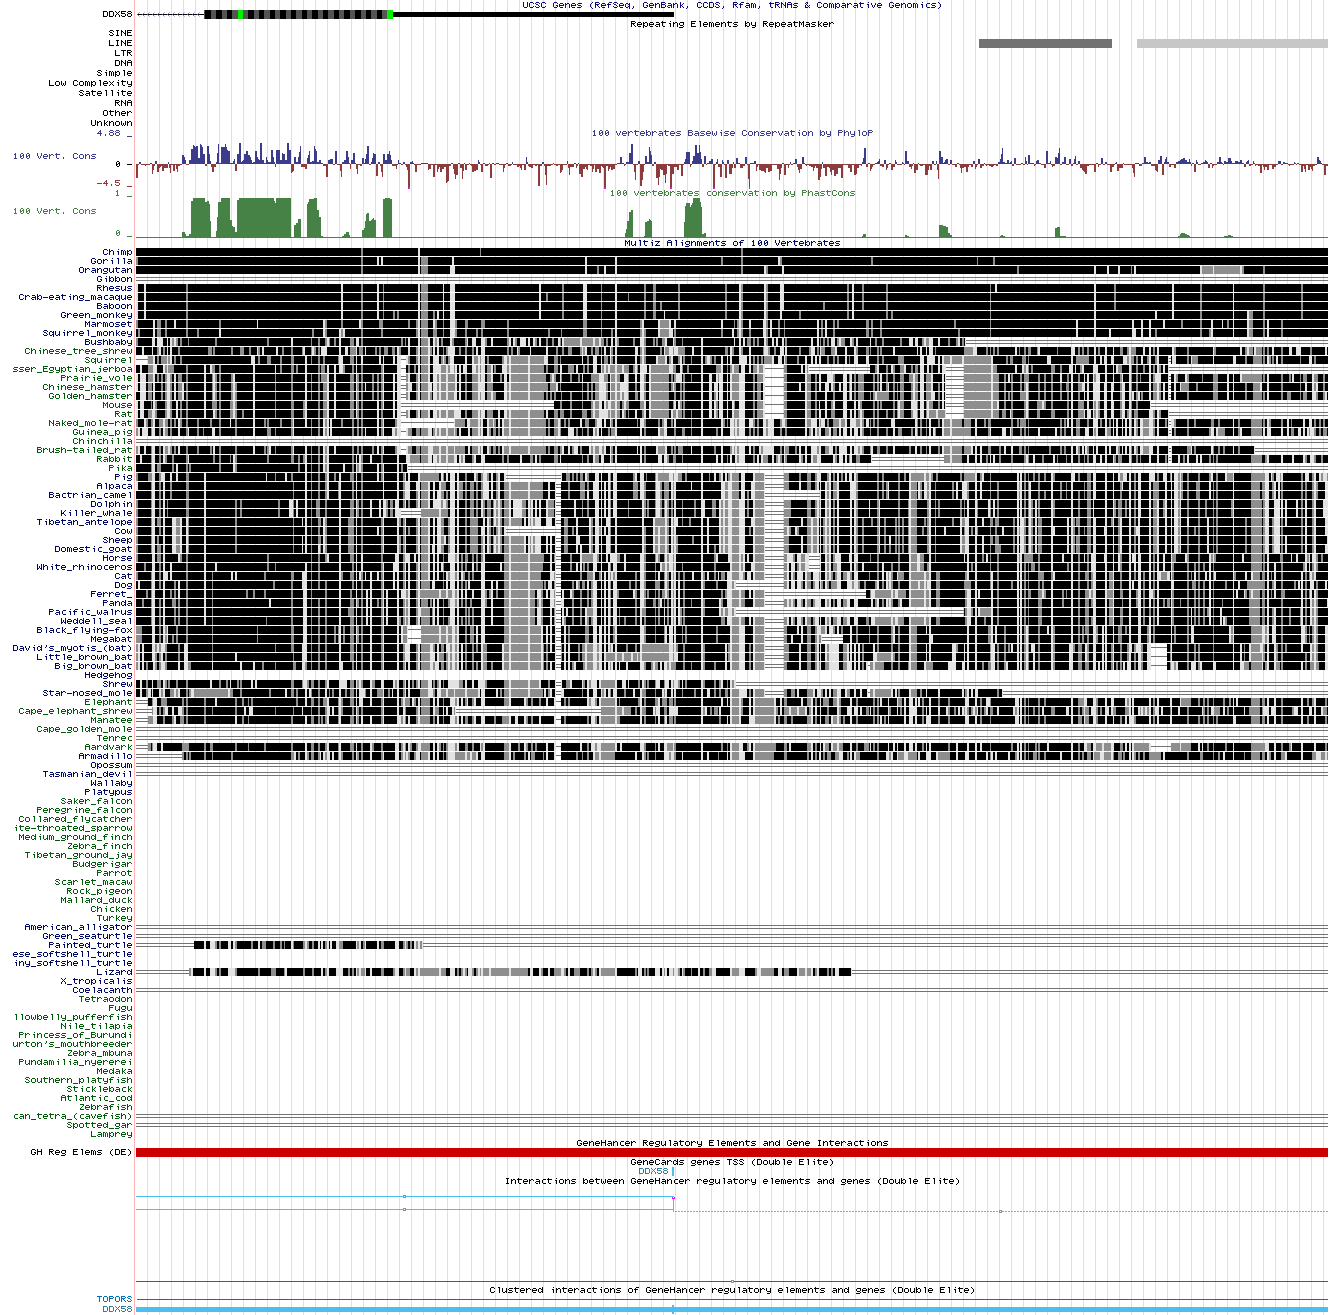 UCSC Genes (RefSeq, GenBank, CCDS, Rfam, tRNAs & Comparative Genomics)
DDX58
Repeating Elements by RepeatMasker
SINE
LINE
LTR
DNA
Simple
Low Complexity
Satellite
RNA
Other
Unknown
4.88 _
100 vertebrates Basewise Conservation by PhyloP
100 Vert. Cons
0 -
-4.5 _
100 vertebrates conservation by PhastCons
1 _
100 Vert. Cons
0 _
Multiz Alignments of 100 Vertebrates
Chimp
Gorilla
Orangutan
Gibbon
Rhesus
Crab-eating_macaque
Baboon
Green_monkey
Marmoset
Squirrel_monkey
Bushbaby
Chinese_tree_shrew
Squirrel
sser_Egyptian_jerboa
Prairie_vole
Chinese_hamster
Golden_hamster
Mouse
Rat
Naked_mole-rat
Guinea_pig
Chinchilla
Brush-tailed_rat
Rabbit
Pika
Pig
Alpaca
Bactrian_camel
Dolphin
Killer_whale
Tibetan_antelope
Cow
Sheep
Domestic_goat
Horse
White_rhinoceros
Cat
Dog
Ferret_
Panda
Pacific_walrus
Weddell_seal
Black_flying-fox
Megabat
David's_myotis_(bat)
Little_brown_bat
Big_brown_bat
Hedgehog
Shrew
Star-nosed_mole
Elephant
Cape_elephant_shrew
Manatee
Cape_golden_mole
Tenrec
Aardvark
Armadillo
Opossum
Tasmanian_devil
Wallaby
Platypus
Saker_falcon
Peregrine_falcon
Collared_flycatcher
ite-throated_sparrow
Medium_ground_finch
Zebra_finch
Tibetan_ground_jay
Budgerigar
Parrot
Scarlet_macaw
Rock_pigeon
Mallard_duck
Chicken
Turkey
American_alligator
Green_seaturtle
Painted_turtle
ese_softshell_turtle
iny_softshell_turtle
Lizard
X_tropicalis
Coelacanth
Tetraodon
Fugu
llowbelly_pufferfish
Nile_tilapia
Princess_of_Burundi
urton's_mouthbreeder
Zebra_mbuna
Pundamilia_nyererei
Medaka
Southern_platyfish
Stickleback
Atlantic_cod
Zebrafish
can_tetra_(cavefish)
Spotted_gar
Lamprey
GeneHancer Regulatory Elements and Gene Interactions
GH Reg Elems (DE)
GeneCards genes TSS (Double Elite)
DDX58
Interactions between GeneHancer regulatory elements and genes (Double Elite)
Clustered interactions of GeneHancer regulatory elements and genes (Double Elite)
TOPORS
DDX58